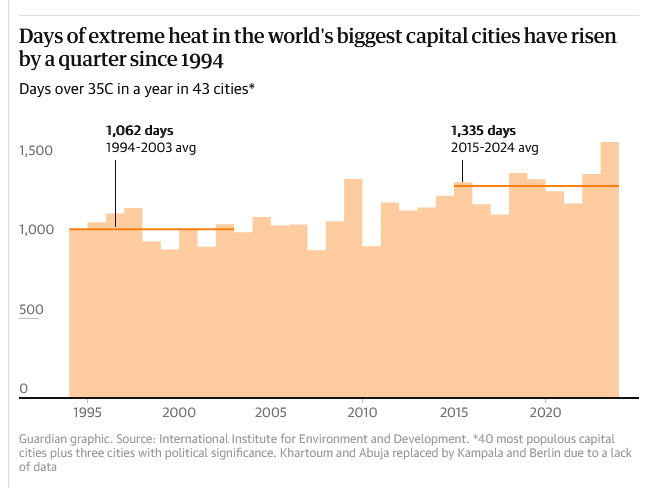 Days of extreme heat in the world's biggest capital cities have risen
by a quarter since 1994
Days over 35C in a year in 43 cities*
1,062 days
1994-2003 avg
1,335 days
2015-2024 avg
1,500
1,000
500
0
1995
2000
2005
2010
2015
2020
Guardian graphic. Source: International Institute for Environment and Development. *40 most populous capital
cities plus three cities with political significance. Khartoum and Abuja replaced by Kampala and Berlin due to a lack
of data